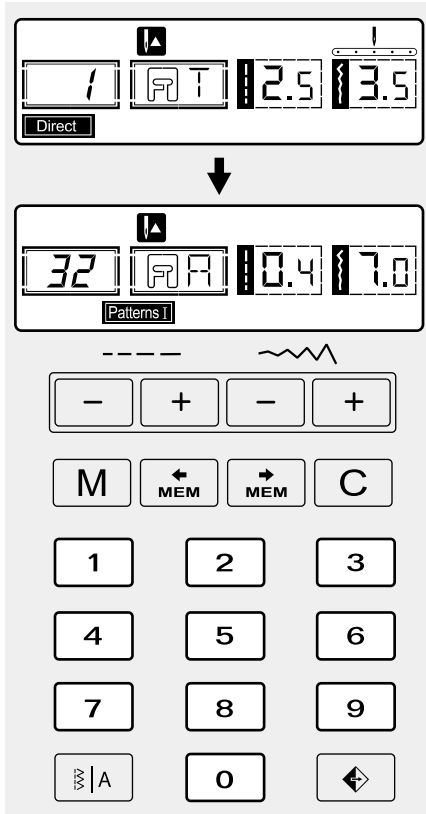 1 T 2.5 3.5
Direct
32 A 0.4 7.0
Patterns I
− + − +
M MEM MEM C
1 2 3
4 5 6
7 8 9
A 0